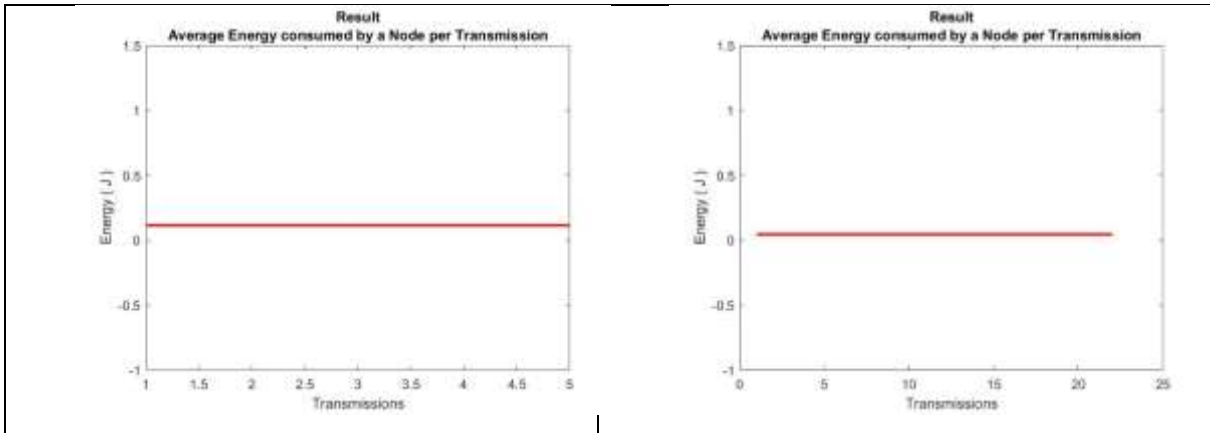 Result
Average Energy consumed by a Node per Transmission
1.5
1
0.5
0
-0.5
-1
Energy ( J )
1 1.5 2 2.5 3 3.5 4 4.5 5
Transmissions
Result
Average Energy consumed by a Node per Transmission
1.5
1
0.5
0
-0.5
-1
Energy ( J )
0 5 10 15 20 25
Transmissions